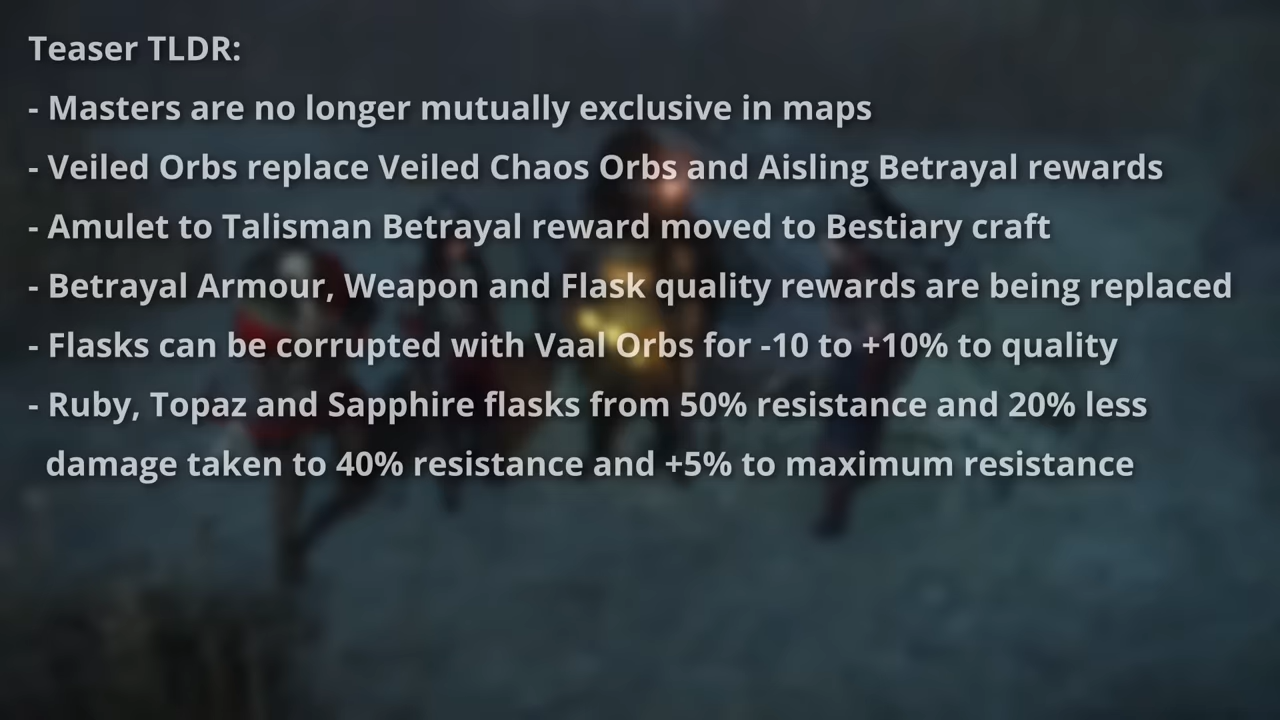 Teaser TLDR:
- Masters are no longer mutually exclusive in maps
- Veiled Orbs replace Veiled Chaos Orbs and Aisling Betrayal rewards
- Amulet to Talisman Betrayal reward moved to Bestiary craft
- Betrayal Armour, Weapon and Flask quality rewards are being replaced
- Flasks can be corrupted with Vaal Orbs for -10 to +10% to quality
- Ruby, Topaz and Sapphire flasks from 50% resistance and 20% less
damage taken to 40% resistance and +5% to maximum resistance